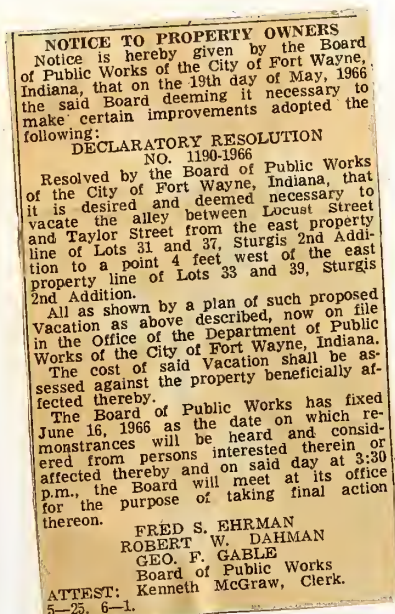 NOTICE TO PROPERTY OWNERS
Notice is hereby given by the Board
of Public Works of the City of Fort Wayne,
Indiana, that on the 19th day of May, 1966
the said Board deeming it necessary to
make certain improvements adopted the
following:
DECLARATORY RESOLUTION
NO. 1190-1966
Resolved by the Board of Public Works
of the City of Fort Wayne, Indiana, that
it is desired and deemed necessary to
vacate the alley between Locust Street
and Taylor Street from the east property
line of Lots 31 and 37, Sturgis 2nd Addi-
tion to a point 4 feet west of the east
property line of Lots 33 and 39, Sturgis
2nd Addition.
All as shown by a plan of such proposed
Vacation as above described, now on file
in the Office of the Department of Public
Works of the City of Fort Wayne, Indiana.
The cost of said Vacation shall be as-
sessed against the property beneficially af-
fected thereby.
The Board of Public Works has fixed
June 16, 1966 as the date on which re-
monstrances will be heard and consid-
ered from persons interested therein or
affected thereby and on said day at 3:30
p.m., the Board will meet at its office
for the purpose of taking final action
thereon.
FRED S. EHRMAN
ROBERT W. DAHMAN
GEO. F. GABLE
Board of Public Works
ATTEST: Kenneth McGraw, Clerk.
5—25. 6—1.